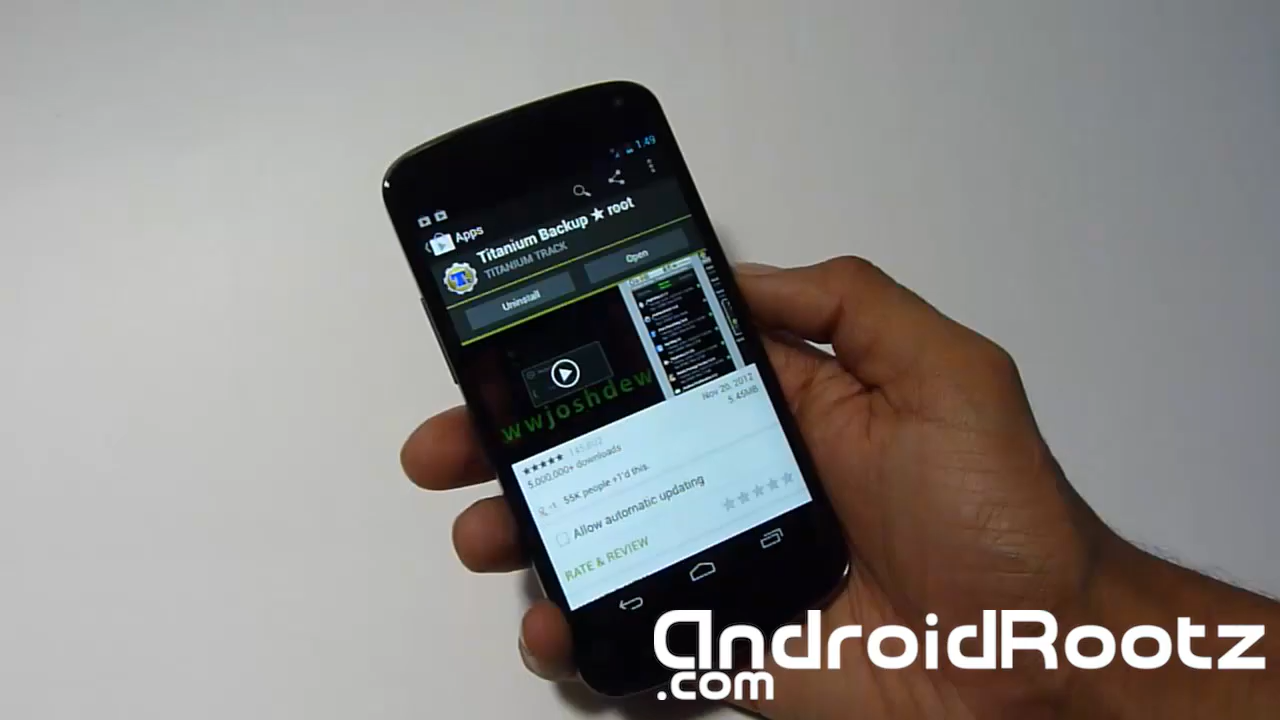 1:49
Apps
Titanium Backup ★ root
TITANIUM TRACK
Uninstall
Open
wwjoshdew
Nov 20, 2012
5.45MB
5,000,000+ downloads
55K people +1'd this.
Allow automatic updating
RATE & REVIEW
AndroidRootz
.com